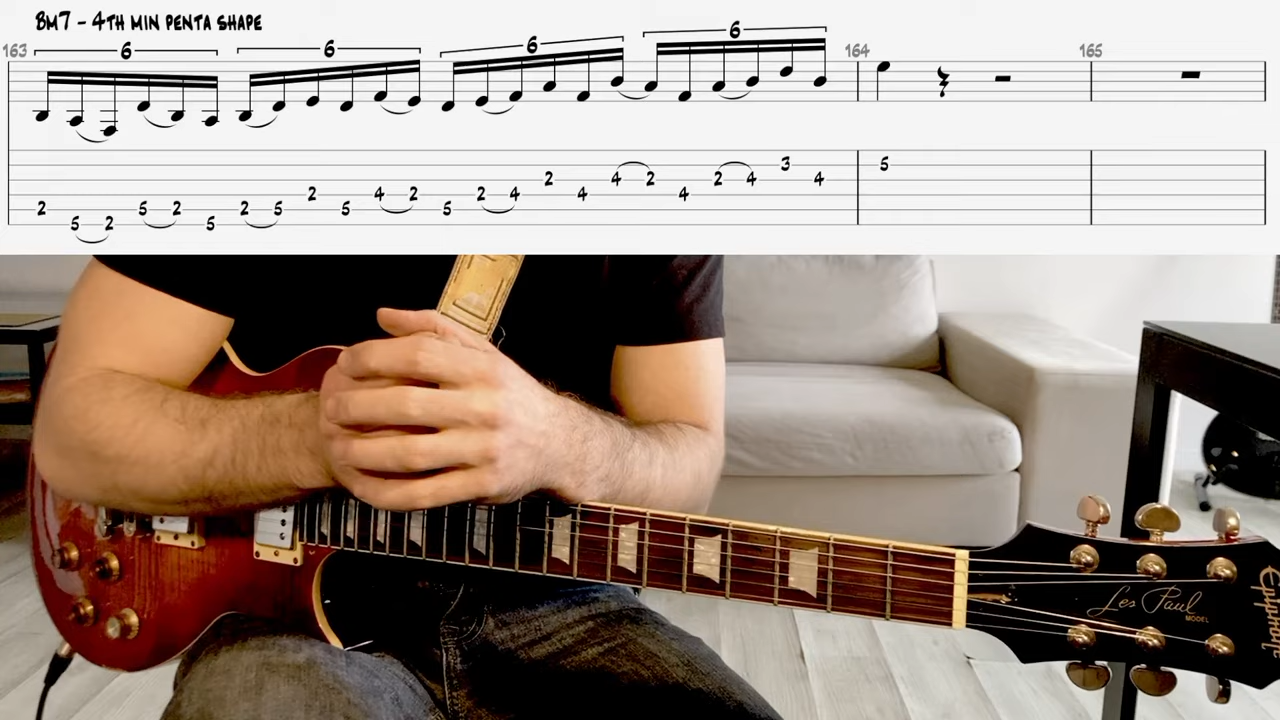 BM7 - 4TH MIN PENTA SHAPE
163 6 6 6 6 164 165
3 5
2 4 4 2 2 4 4
2 4 2 2 4 4
2 5 2 2 5 5 5
5 2 5
Les Paul
MODEL
Epiphone